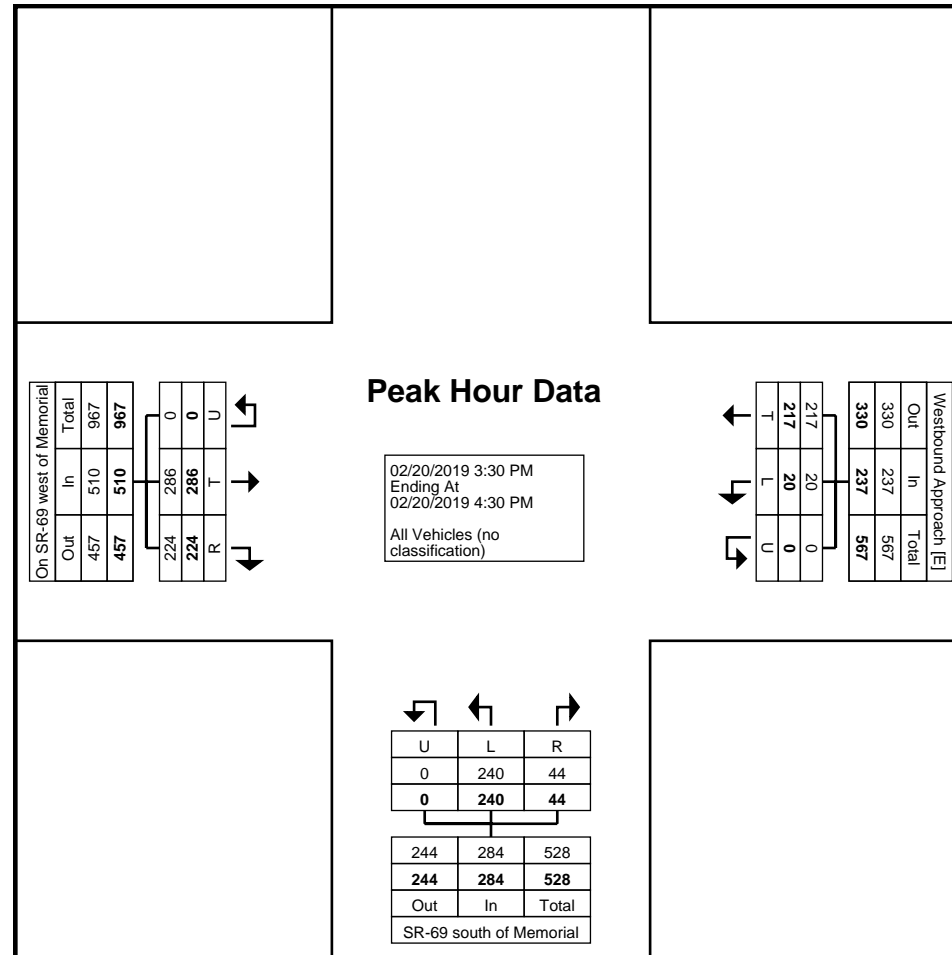 Peak Hour Data
02/20/2019 3:30 PM
Ending At
02/20/2019 4:30 PM
All Vehicles (no
classification)
On SR-69 west of Memorial
Total In Out
967 510 457
967 510 457
0 286 224
0 286 224
U T R
Westbound Approach [E]
Out In Total
330 237 567
330 237 567
217 20 0
217 20 0
T L U
U L R
0 240 44
0 240 44
244 284 528
244 284 528
Out In Total
SR-69 south of Memorial